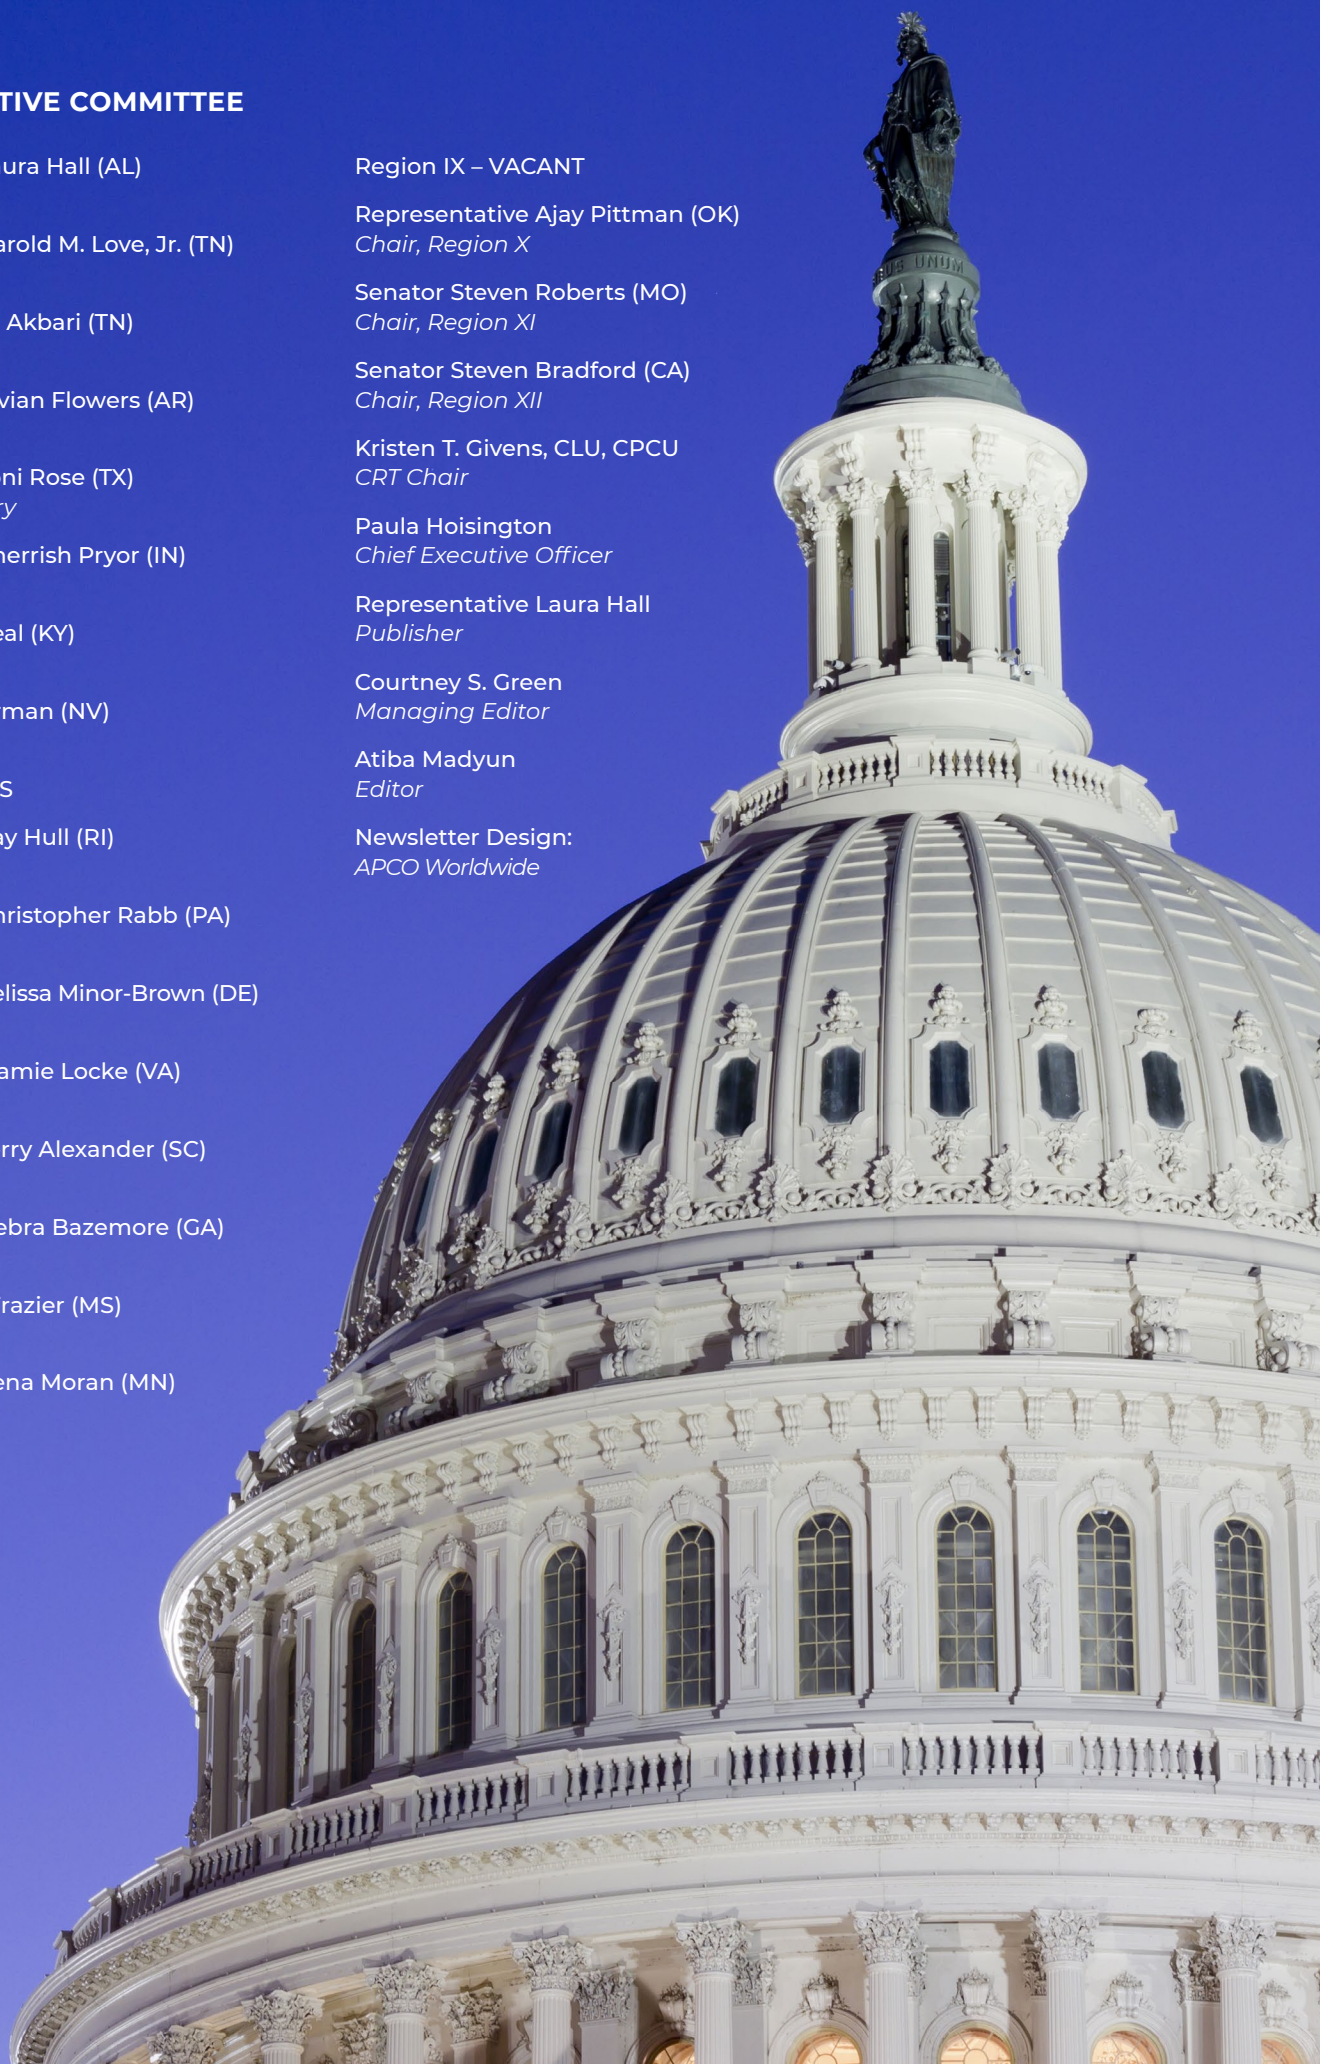 TIVE COMMITTEE
ura Hall (AL)
arold M. Love, Jr. (TN)
Akbari (TN)
vian Flowers (AR)
ni Rose (TX)
ry
herrish Pryor (IN)
eal (KY)
man (NV)
S
ay Hull (RI)
hristopher Rabb (PA)
elissa Minor-Brown (DE)
amie Locke (VA)
rry Alexander (SC)
ebra Bazemore (GA)
razier (MS)
ena Moran (MN)
Region IX – VACANT
Representative Ajay Pittman (OK)
Chair, Region X
Senator Steven Roberts (MO)
Chair, Region XI
Senator Steven Bradford (CA)
Chair, Region XII
Kristen T. Givens, CLU, CPCU
CRT Chair
Paula Hoisington
Chief Executive Officer
Representative Laura Hall
Publisher
Courtney S. Green
Managing Editor
Atiba Madyun
Editor
Newsletter Design:
APCO Worldwide
UNUM